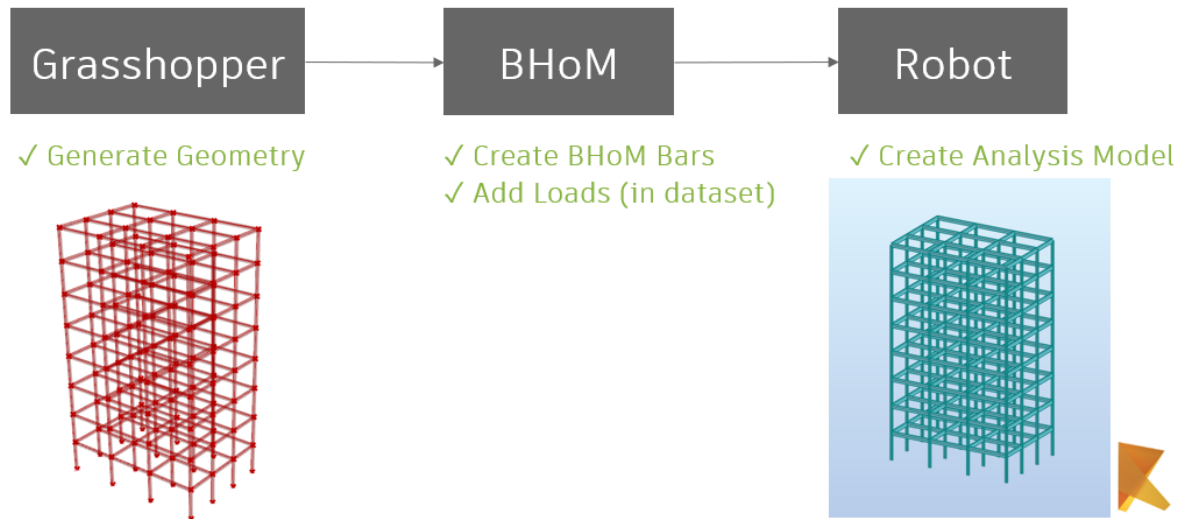 Grasshopper
BHoM
Robot
✓ Generate Geometry
✓ Create BHoM Bars
✓ Add Loads (in dataset)
✓ Create Analysis Model